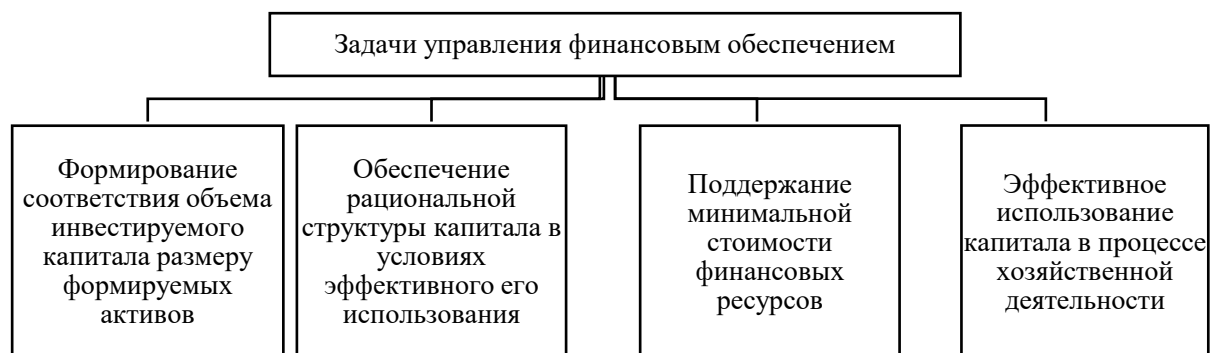 Задачи управления финансовым обеспечением
Формирование
соответствия объема
инвестируемого
капитала размеру
формируемых
активов
Обеспечение
рациональной
структуры капитала в
условиях
эффективного его
использования
Поддержание
минимальной
стоимости
финансовых
ресурсов
Эффективное
использование
капитала в процессе
хозяйственной
деятельности